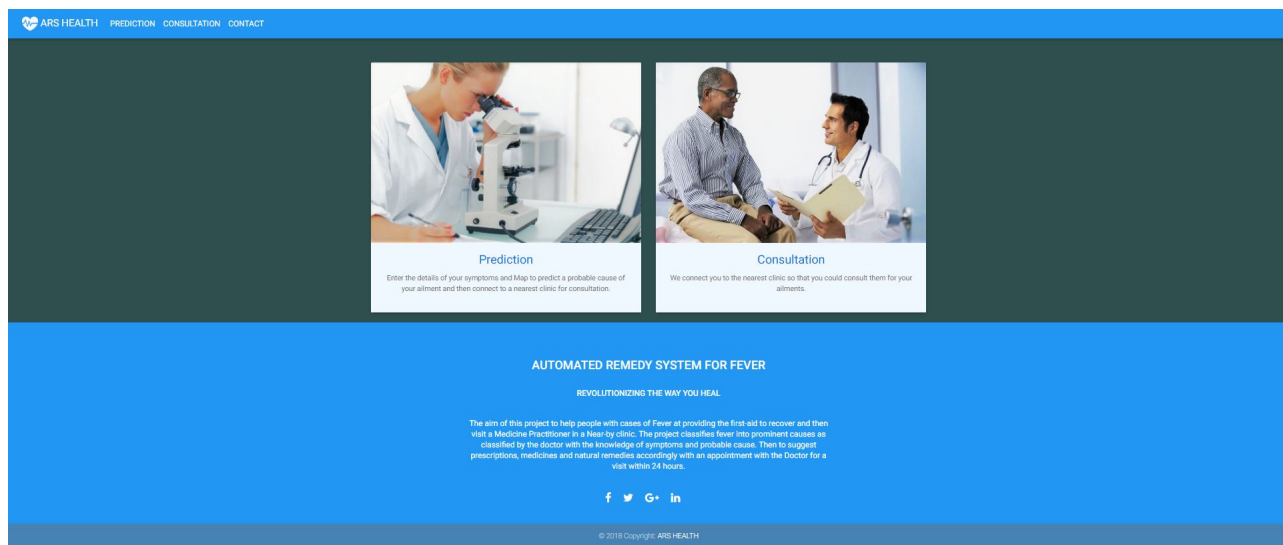 ARS HEALTH PREDICTION CONSULTATION CONTACT
Prediction
Enter the details of your symptoms and Map to predict a probable cause of
your ailment and then connect to a nearest clinic for consultation.
Consultation
We connect you to the nearest clinic so that you could consult them for your
ailments.
AUTOMATED REMEDY SYSTEM FOR FEVER
REVOLUTIONIZING THE WAY YOU HEAL
The aim of this project to help people with cases of Fever at providing the first-aid to recover and then
visit a Medicine Practitioner in a Near-by clinic. The project classifies fever into prominent causes as
classified by the doctor with the knowledge of symptoms and probable cause. Then to suggest
prescriptions, medicines and natural remedies accordingly with an appointment with the Doctor for a
visit within 24 hours.
f G+ in
© 2018 Copyright: ARS HEALTH